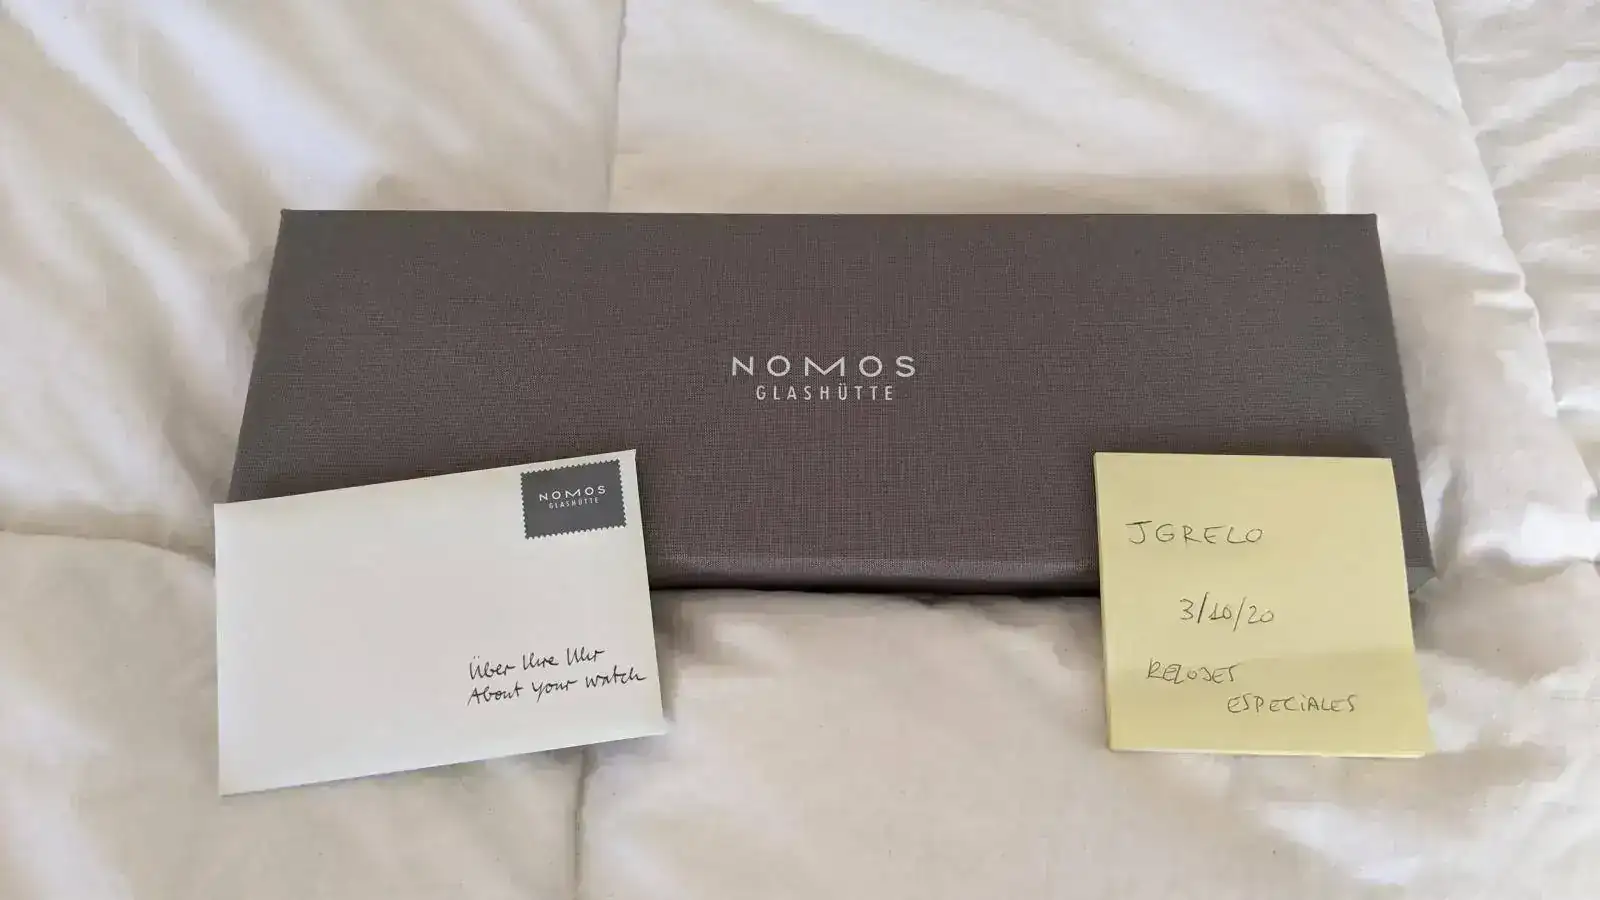 NOMOS
GLASHÜTTE
NOMOS
GLASHÜTTE
Über Ihre Uhr
About your watch
JGRELO
3/10/20
RELOJES
ESPECIALES